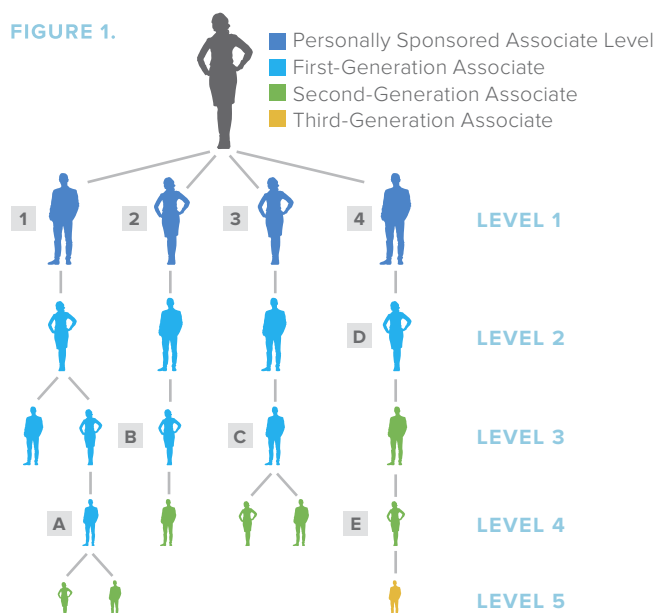 FIGURE 1.
Personally Sponsored Associate Level
First-Generation Associate
Second-Generation Associate
Third-Generation Associate
1 2 3 4 LEVEL 1
D LEVEL 2
B C LEVEL 3
A E LEVEL 4
LEVEL 5